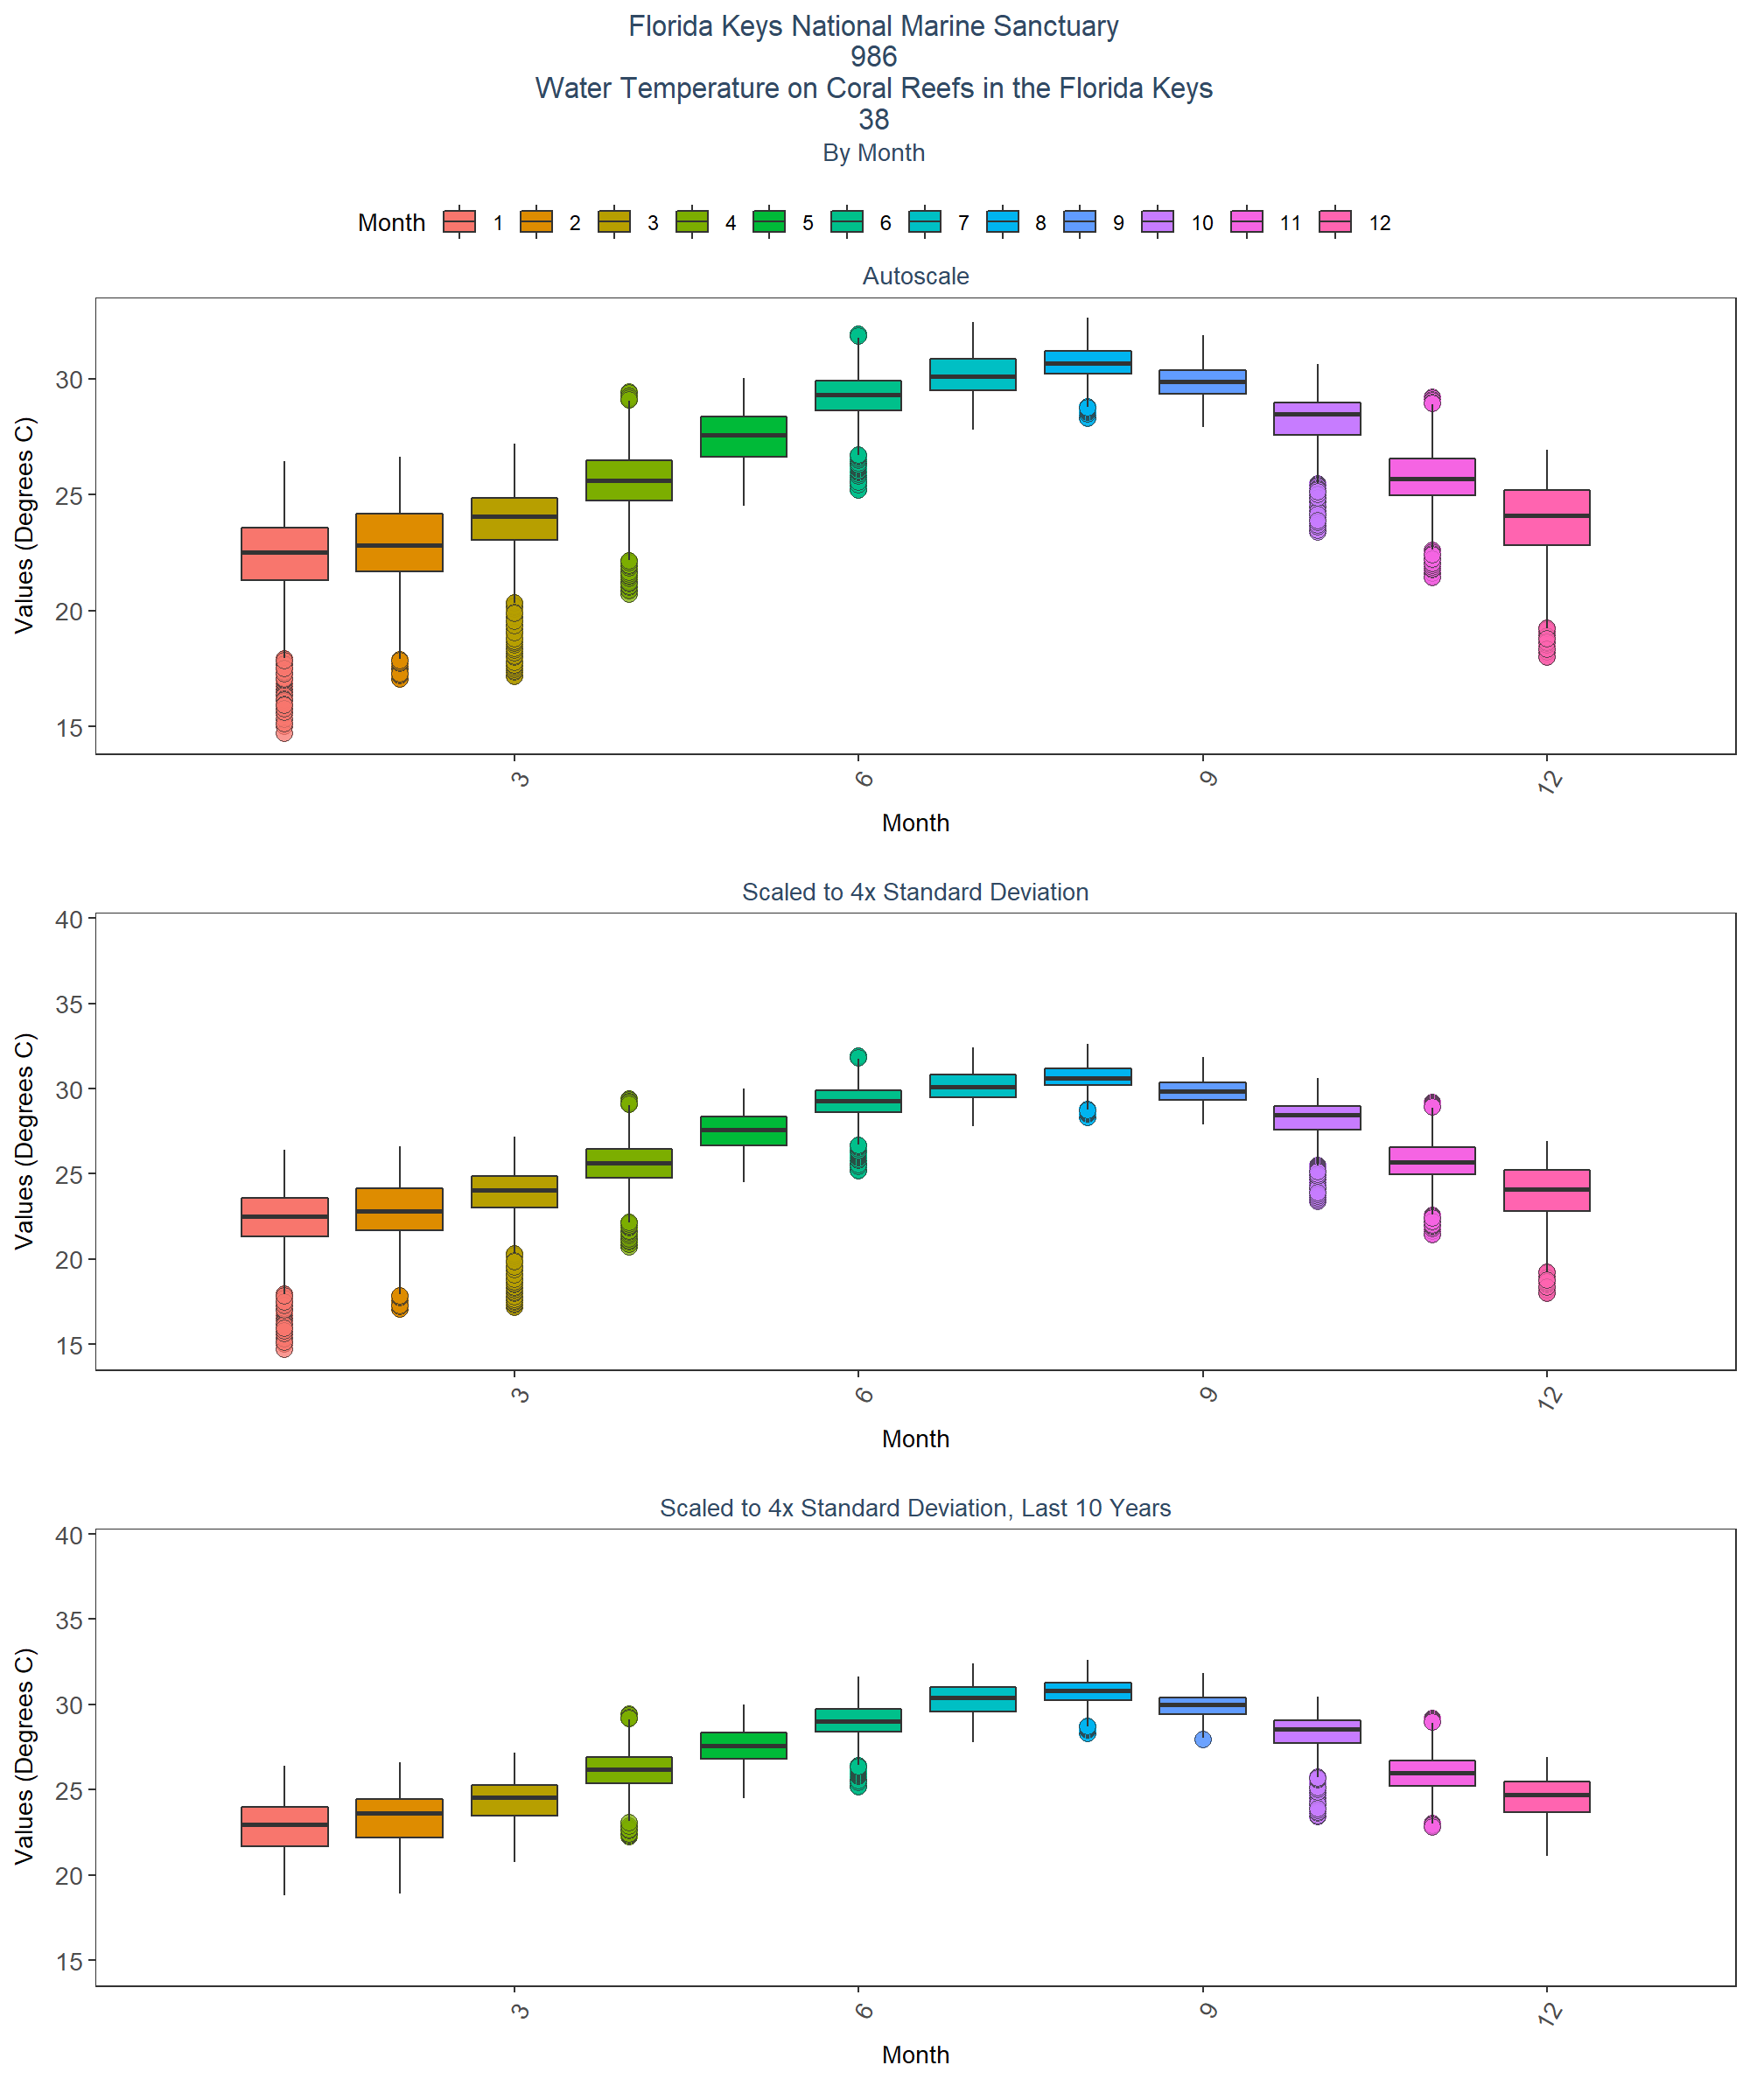 Florida Keys National Marine Sanctuary
986
Water Temperature on Coral Reefs in the Florida Keys
38
By Month
Month 1 2 3 4 5 6 7 8 9 10 11 12
Autoscale
Values (Degrees C)
30
25
20
15
3 6 9 12
Month
Scaled to 4x Standard Deviation
Values (Degrees C)
40
35
30
25
20
15
3 6 9 12
Month
Scaled to 4x Standard Deviation, Last 10 Years
Values (Degrees C)
40
35
30
25
20
15
3 6 9 12
Month